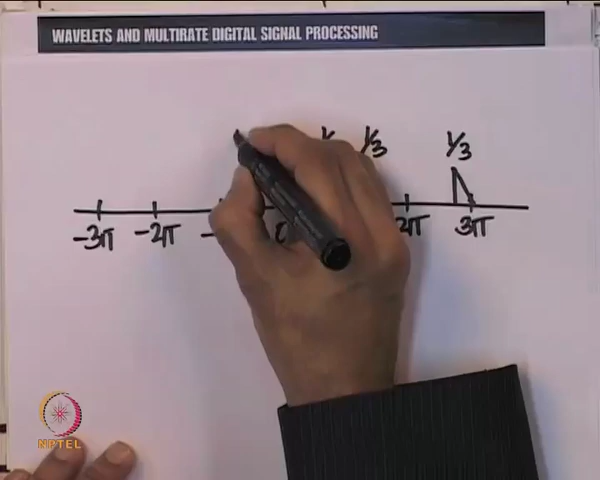 WAVELETS AND MULTIRATE DIGITAL SIGNAL PROCESSING
1/3 1/3
-3π -2π 2π 3π
NPTEL